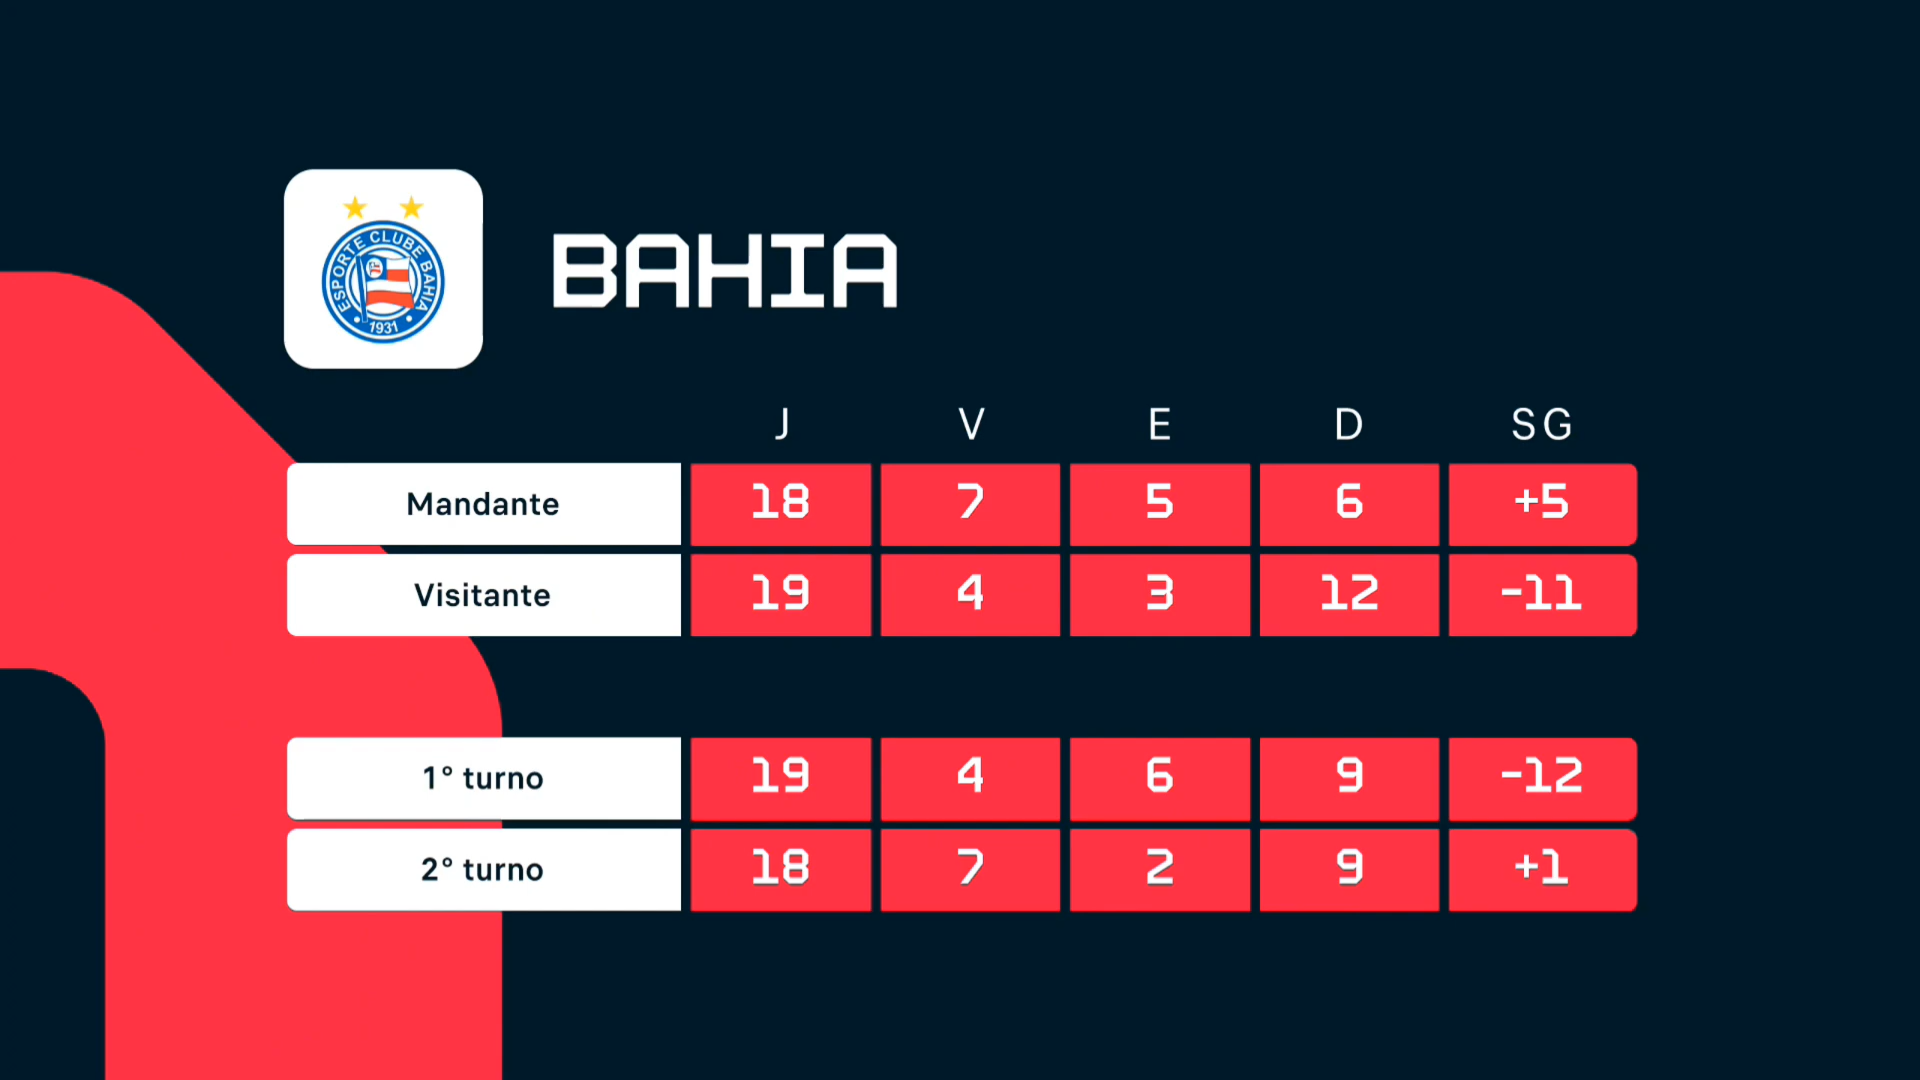 ESPORTE CLUBE BAHIA
1931
BAHIA
J V E D SG
Mandante 18 7 5 6 +5
Visitante 19 4 3 12 -11
1° turno 19 4 6 9 -12
2° turno 18 7 2 9 +1